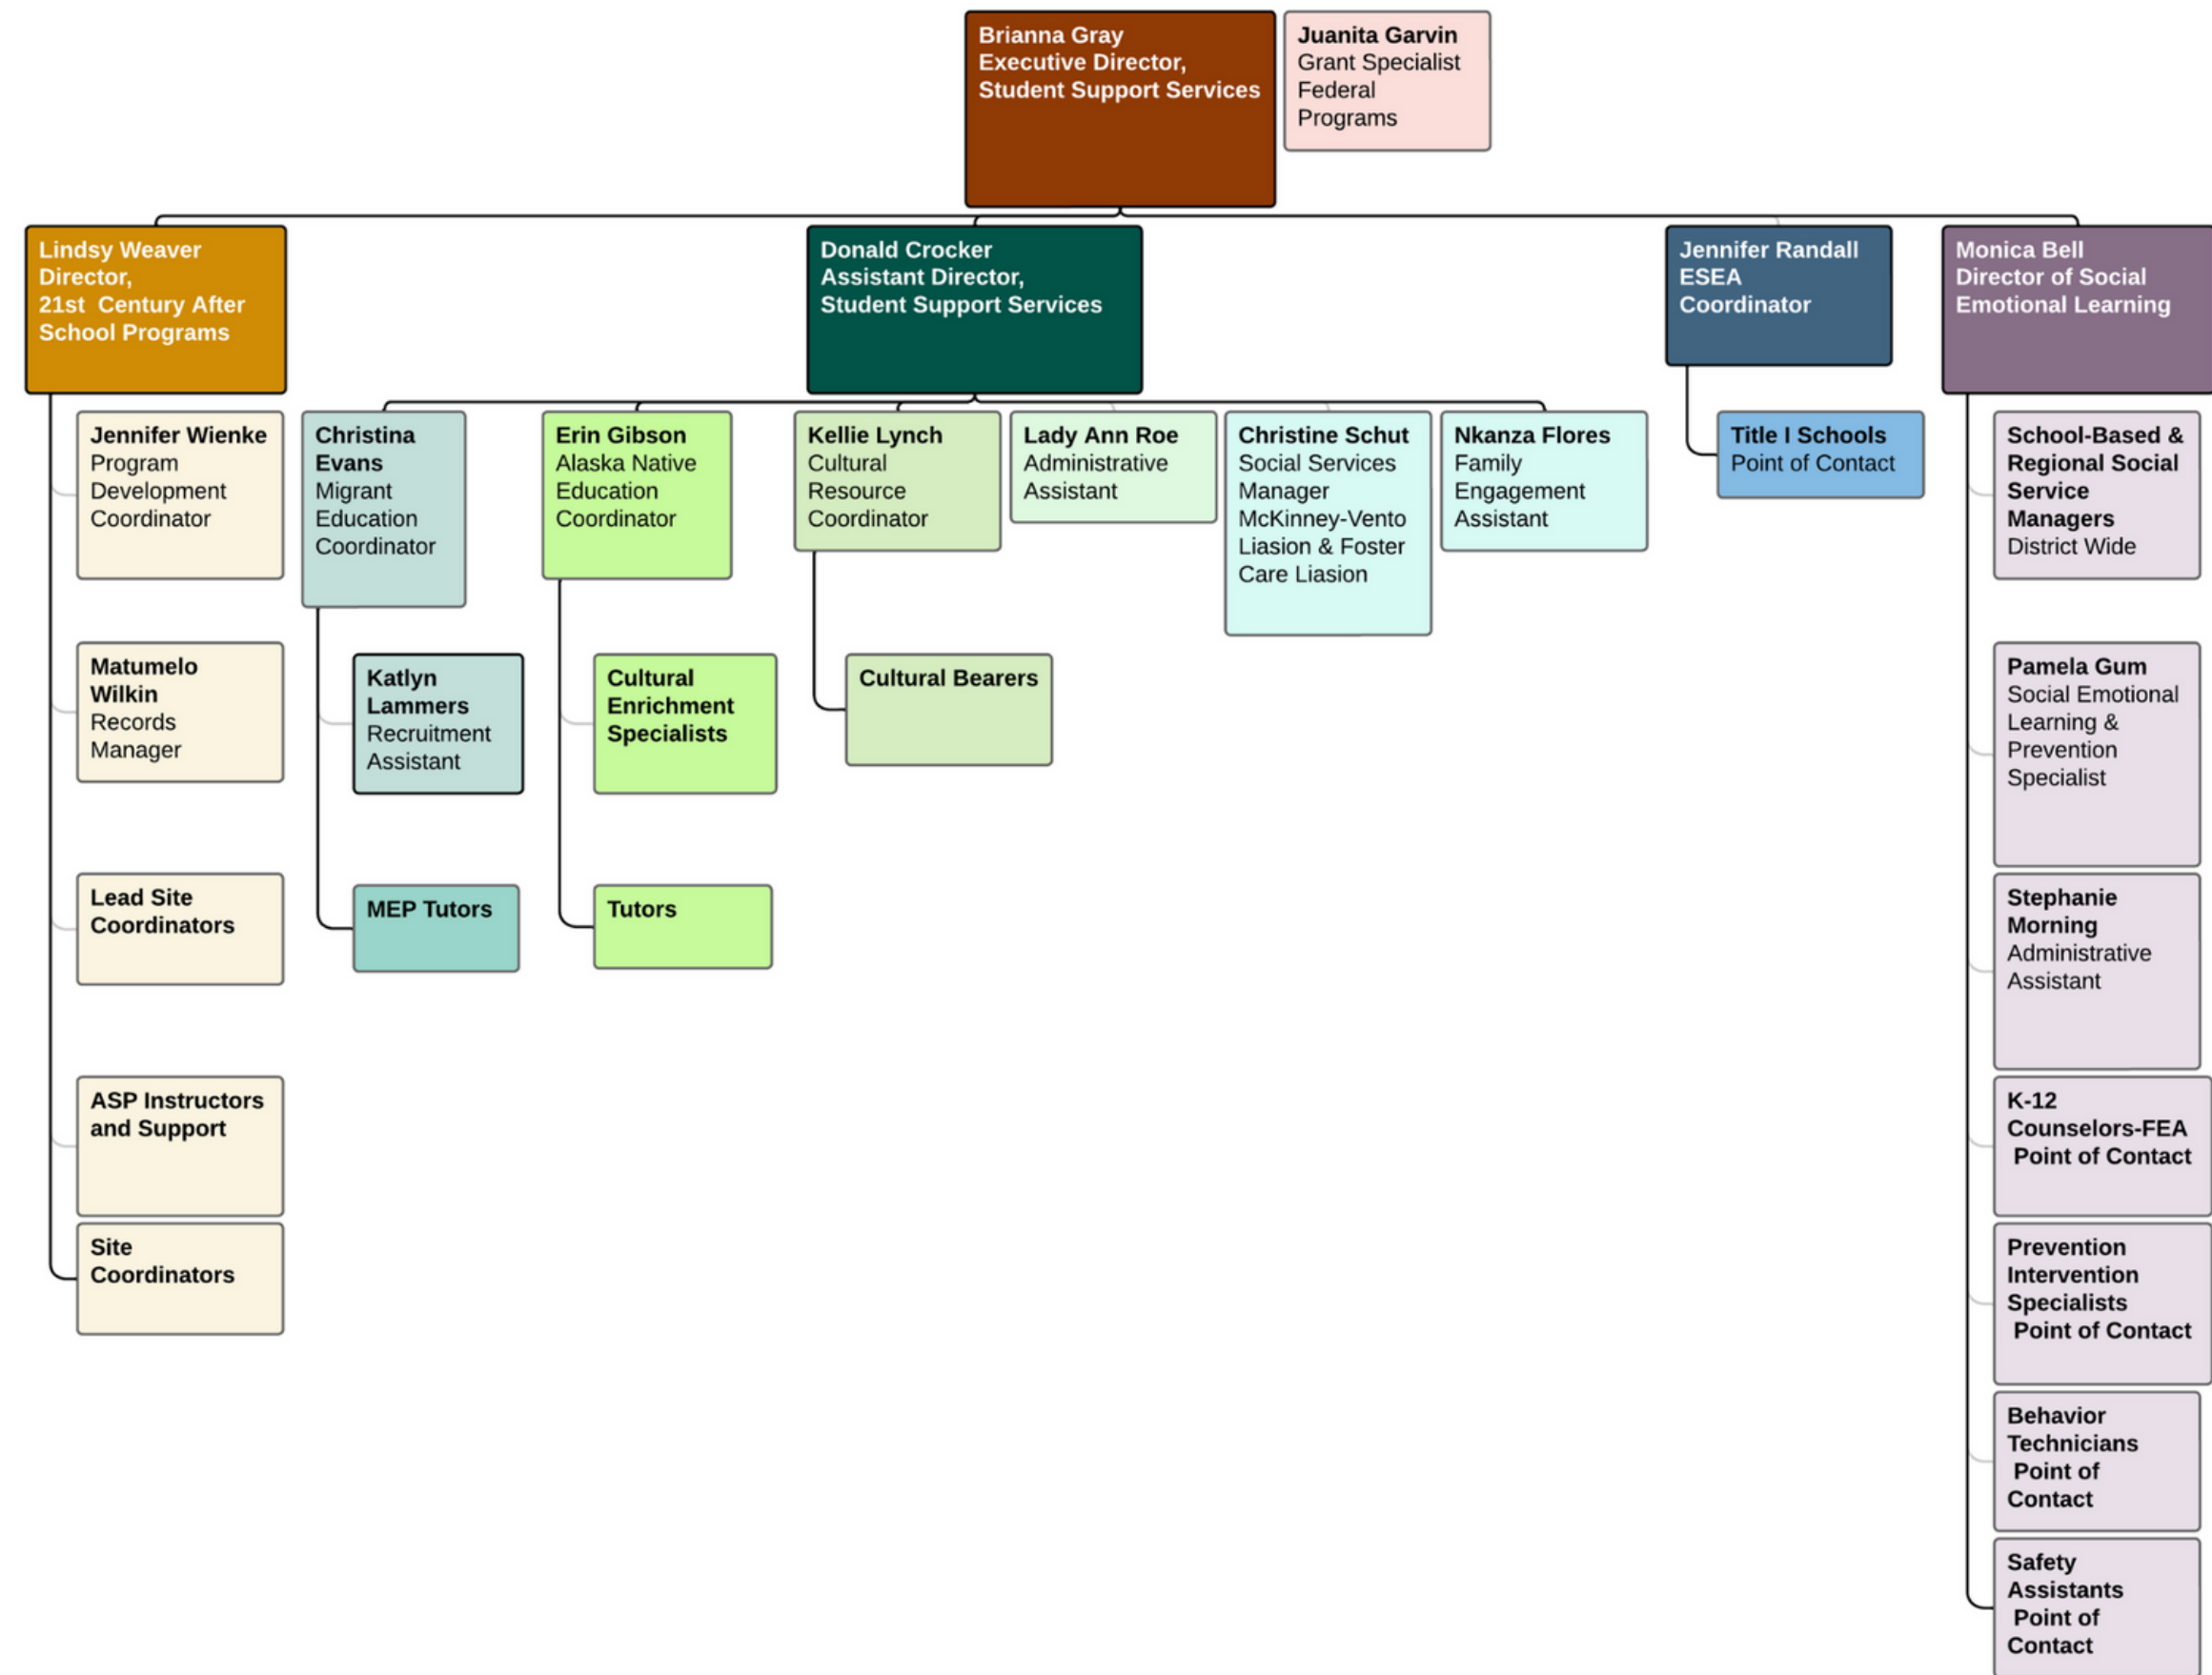 Brianna Gray
Executive Director,
Student Support Services
Juanita Garvin
Grant Specialist
Federal
Programs
Lindsy Weaver
Director,
21st  Century After
School Programs
Donald Crocker
Assistant Director,
Student Support Services
Jennifer Randall
ESEA
Coordinator
Monica Bell
Director of Social
Emotional Learning
Jennifer Wienke
Program
Development
Coordinator
Christina
Evans
Migrant
Education
Coordinator
Erin Gibson
Alaska Native
Education
Coordinator
Kellie Lynch
Cultural
Resource
Coordinator
Lady Ann Roe
Administrative
Assistant
Christine Schut
Social Services
Manager
McKinney-Vento
Liasion & Foster
Care Liasion
Nkanza Flores
Family
Engagement
Assistant
Title I Schools
Point of Contact
School-Based &
Regional Social
Service
Managers
District Wide
Matumelo
Wilkin
Records
Manager
Katlyn
Lammers
Recruitment
Assistant
Cultural
Enrichment
Specialists
Cultural Bearers
Pamela Gum
Social Emotional
Learning &
Prevention
Specialist
Lead Site
Coordinators
MEP Tutors
Tutors
Stephanie
Morning
Administrative
Assistant
ASP Instructors
and Support
K-12
Counselors-FEA
Point of Contact
Site
Coordinators
Prevention
Intervention
Specialists
Point of Contact
Behavior
Technicians
Point of
Contact
Safety
Assistants
Point of
Contact